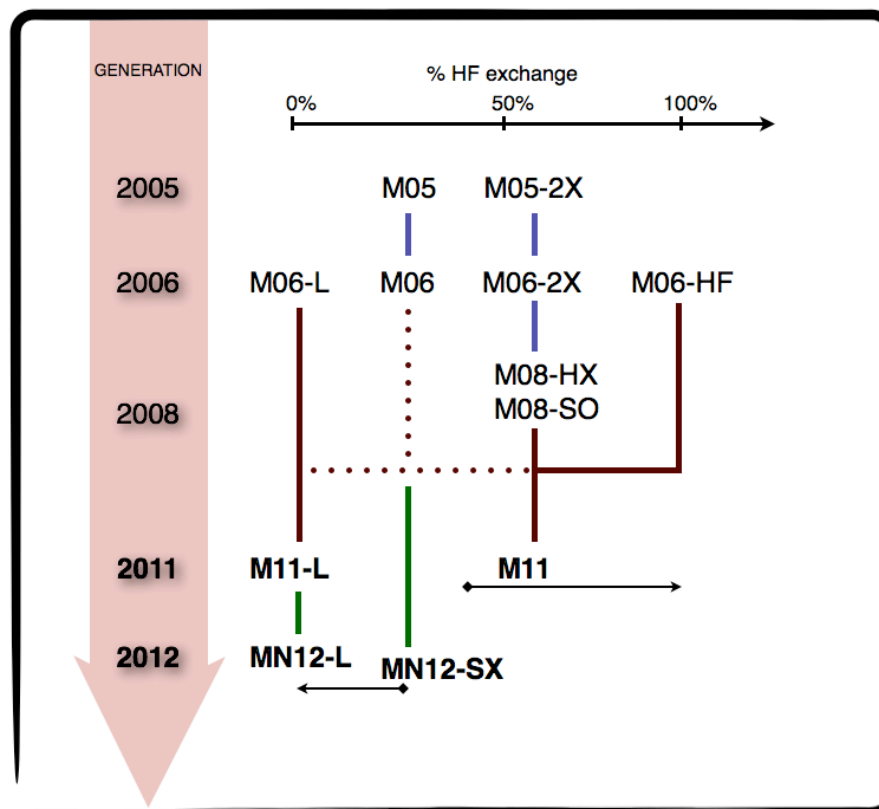 GENERATION
% HF exchange
0% 50% 100%
2005 M05 M05-2X
2006 M06-L M06 M06-2X M06-HF
M08-HX
2008 M08-SO
2011 M11-L M11
2012 MN12-L MN12-SX